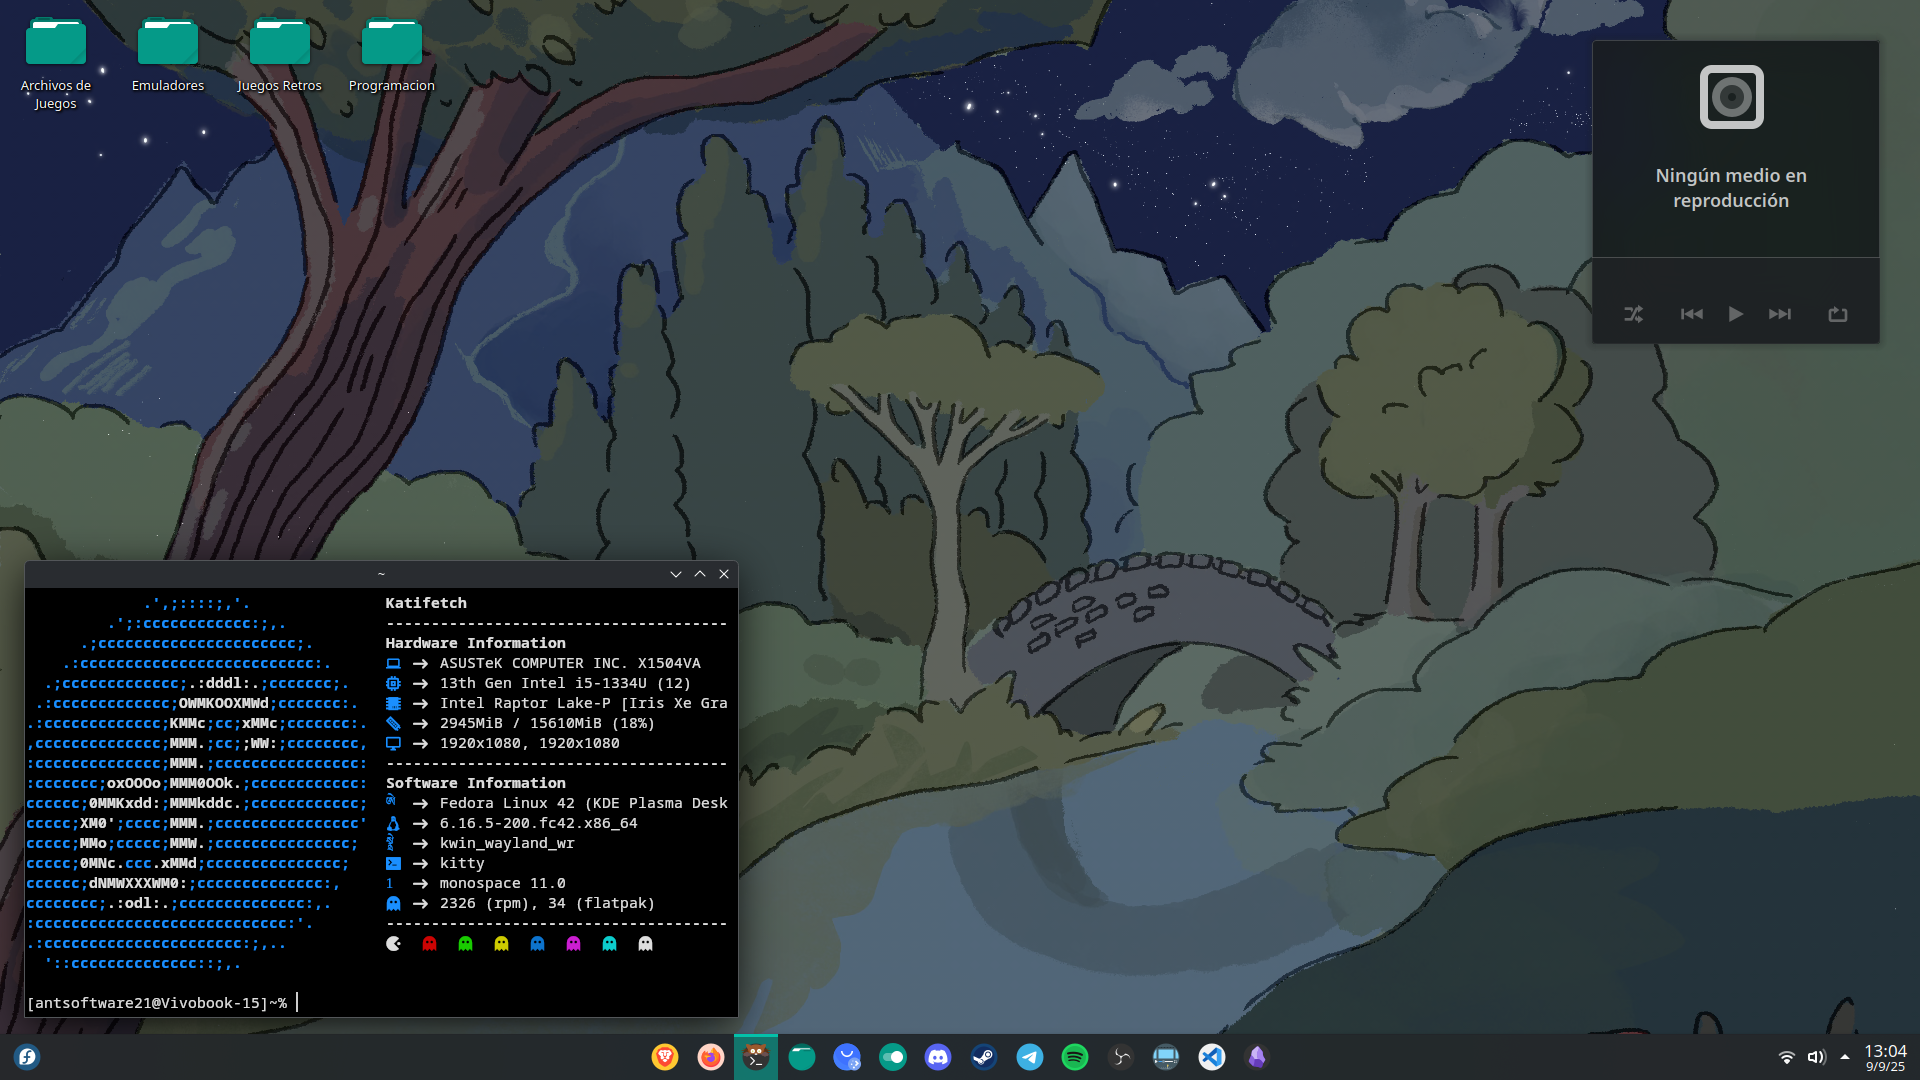 Archivos de
Juegos
Emuladores
Juegos Retros
Programacion
Ningún medio en
reproducción
~
Katifetch
--------------------------------------
Hardware Information
→ ASUSTeK COMPUTER INC. X1504VA
→ 13th Gen Intel i5-1334U (12)
→ Intel Raptor Lake-P [Iris Xe Gra
→ 2945MiB / 15610MiB (18%)
→ 1920x1080, 1920x1080
--------------------------------------
Software Information
→ Fedora Linux 42 (KDE Plasma Desk
→ 6.16.5-200.fc42.x86_64
→ kwin_wayland_wr
→ kitty
1 → monospace 11.0
→ 2326 (rpm), 34 (flatpak)
--------------------------------------
.',;::::;,'.
.';:cccccccccccc:;,.
.;cccccccccccccccccccccc;.
.:cccccccccccccccccccccccccc:.
.;ccccccccccccc;.:dddl:.;ccccccc;.
.:ccccccccccccc;OWMKOOXMWd;ccccccc:.
.:ccccccccccccc;KMMc;cc;xMMc;ccccccc:.
,cccccccccccccc;MMM.;cc;;WW:;cccccccc,
:cccccccccccccc;MMM.;cccccccccccccccc:
:ccccccc;oxOOOo;MMM0OOk.;cccccccccccc:
cccccc;0MMKxdd:;MMMkddc.;cccccccccccc;
ccccc;XM0';cccc;MMM.;cccccccccccccccc'
ccccc;MMo;ccccc;MMW.;ccccccccccccccc;
ccccc;0MNc.ccc.xMMd;ccccccccccccccc;
cccccc;dNMWXXXWM0:;cccccccccccccc:,
cccccccc;.:odl:.;cccccccccccccc:,.
:cccccccccccccccccccccccccccc:'.
.:cccccccccccccccccccccc:;,..
'::cccccccccccccc::;,.
[antsoftware21@Vivobook-15]~%
13:04
9/9/25